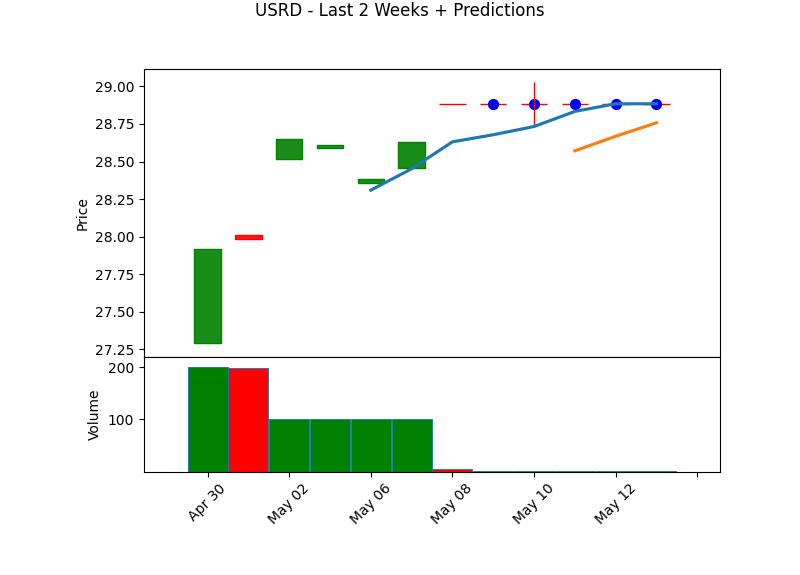 USRD - Last 2 Weeks + Predictions
29.00
28.75
28.50
28.25
28.00
27.75
27.50
27.25
Price
200
100
Volume
Apr 30
May 02
May 06
May 08
May 10
May 12